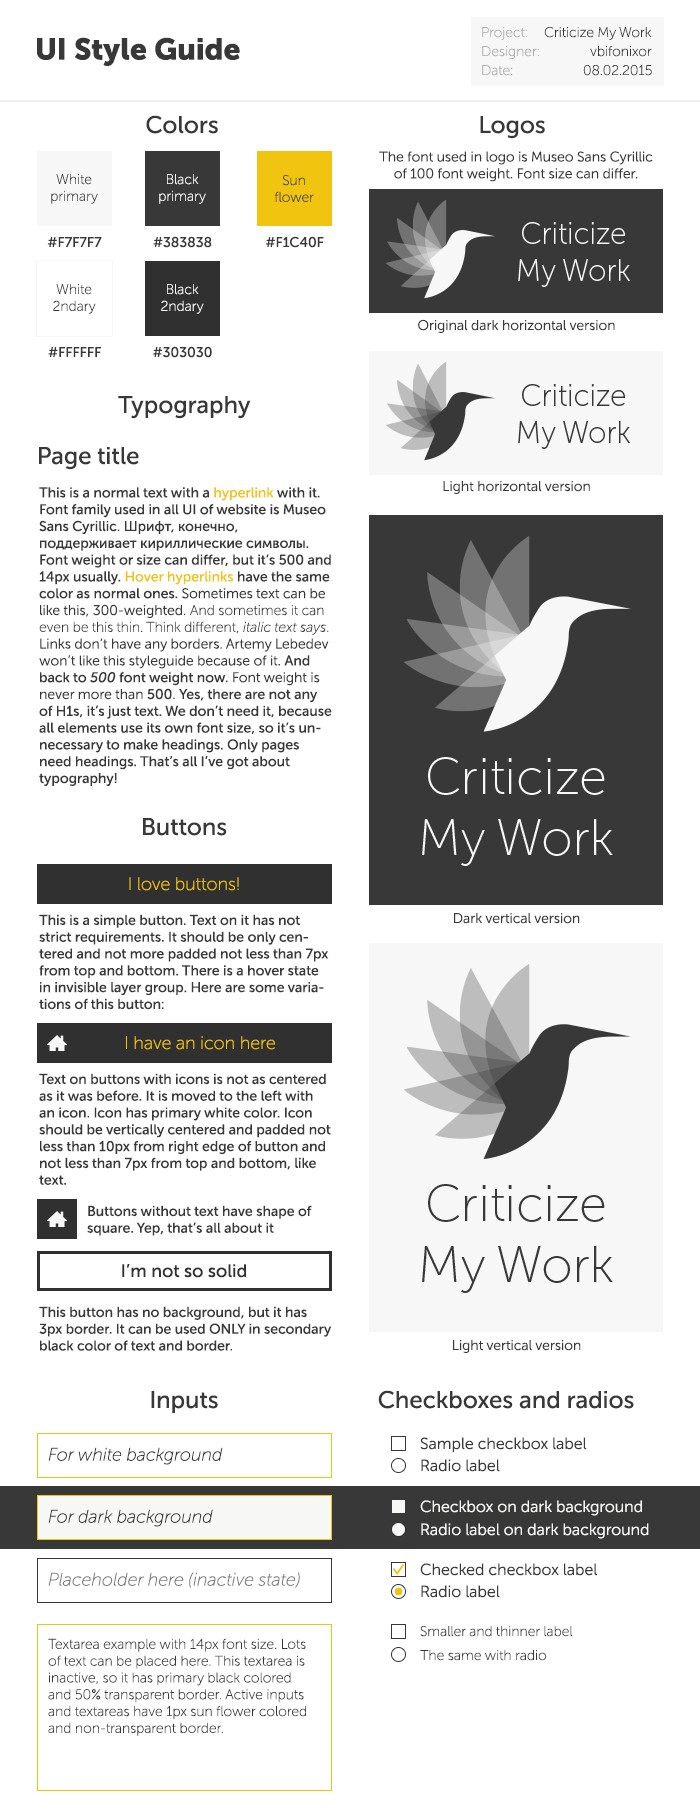 UI Style Guide
Project: Criticize My Work
Designer: vbifonixor
Date: 08.02.2015
Colors
White
primary
#F7F7F7
Black
primary
#383838
Sun
flower
#F1C40F
White
2ndary
#FFFFFF
Black
2ndary
#303030
Typography
Page title
This is a normal text with a hyperlink with it.
Font family used in all UI of website is Museo
Sans Cyrillic. Шрифт, конечно,
поддерживает кириллические символы.
Font weight or size can differ, but it's 500 and
14px usually. Hover hyperlinks have the same
color as normal ones. Sometimes text can be
like this, 300-weighted. And sometimes it can
even be this thin. Think different, italic text says.
Links don't have any borders. Artemy Lebedev
won't like this styleguide because of it. And
back to 500 font weight now. Font weight is
never more than 500. Yes, there are not any
of H1s, it's just text. We don't need it, because
all elements use its own font size, so it's un-
necessary to make headings. Only pages
need headings. That's all I've got about
typography!
Buttons
I love buttons!
This is a simple button. Text on it has not
strict requirements. It should be only cen-
tered and not more padded not less than 7px
from top and bottom. There is a hover state
in invisible layer group. Here are some varia-
tions of this button:
I have an icon here
Text on buttons with icons is not as centered
as it was before. It is moved to the left with
an icon. Icon has primary white color. Icon
should be vertically centered and padded not
less than 10px from right edge of button and
not less than 7px from top and bottom, like
text.
Buttons without text have shape of
square. Yep, that's all about it
I'm not so solid
This button has no background, but it has
3px border. It can be used ONLY in secondary
black color of text and border.
Logos
The font used in logo is Museo Sans Cyrillic
of 100 font weight. Font size can differ.
Criticize
My Work
Original dark horizontal version
Criticize
My Work
Light horizontal version
Criticize
My Work
Dark vertical version
Criticize
My Work
Light vertical version
Inputs
For white background
For dark background
Placeholder here (inactive state)
Textarea example with 14px font size. Lots
of text can be placed here. This textarea is
inactive, so it has primary black colored
and 50% transparent border. Active inputs
and textareas have 1px sun flower colored
and non-transparent border.
Checkboxes and radios
Sample checkbox label
Radio label
Checkbox on dark background
Radio label on dark background
Checked checkbox label
Radio label
Smaller and thinner label
The same with radio